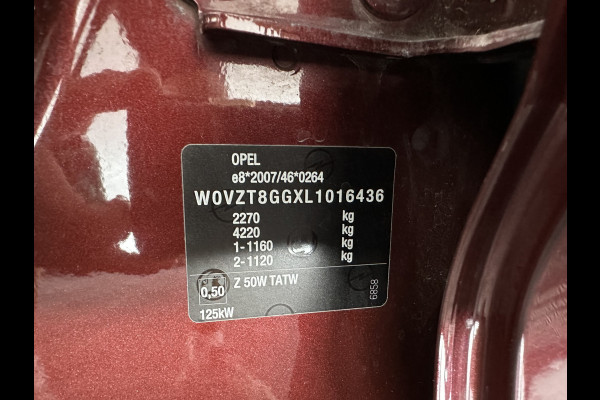 OPEL
e8*2007/46*0264
W0VZT8GGXL1016436
2270 kg
4220 kg
1-1160 kg
2-1120 kg
0,50 Z 50W TATW
125kW
6858